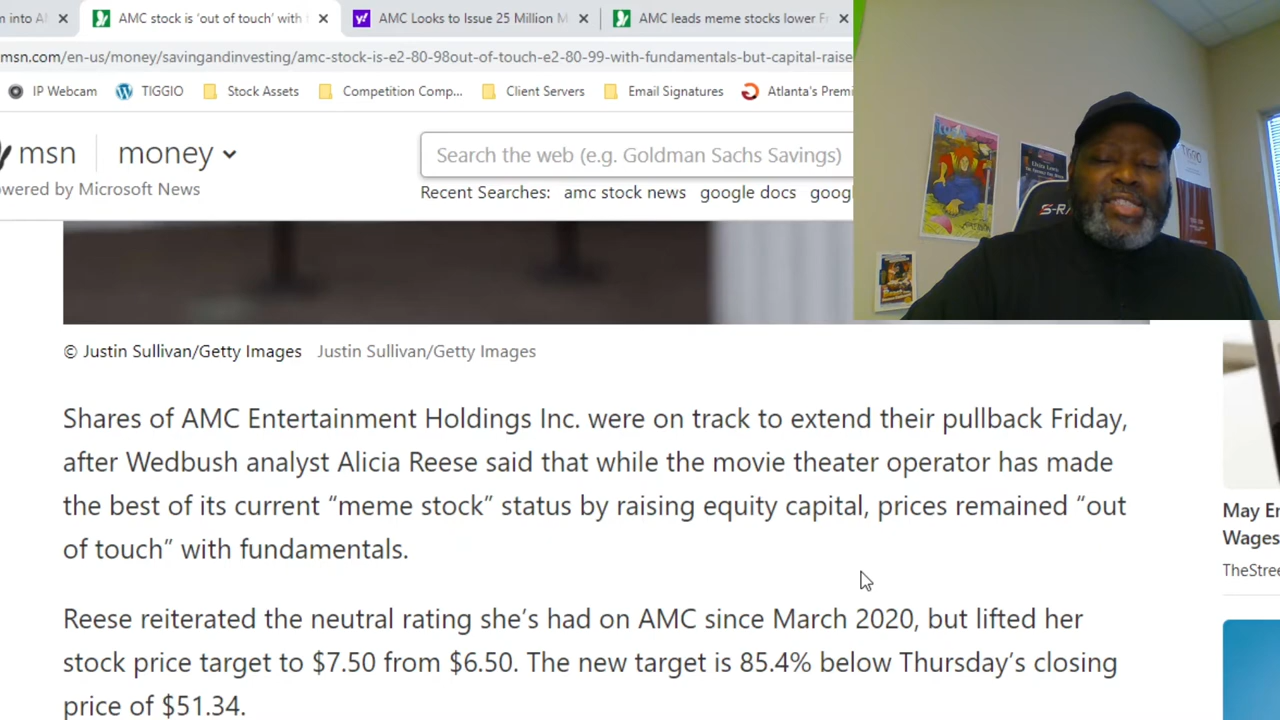 n into AM
AMC stock is 'out of touch' with
AMC Looks to Issue 25 Million M
AMC leads meme stocks lower Fr
msn.com/en-us/money/savingandinvesting/amc-stock-is-e2-80-98out-of-touch-e2-80-99-with-fundamentals-but-capital-raise
IP Webcam TIGGIO Stock Assets Competition Comp... Client Servers Email Signatures Atlanta's Premi
msn money
Search the web (e.g. Goldman Sachs Savings)
owered by Microsoft News
Recent Searches: amc stock news google docs googl
© Justin Sullivan/Getty Images Justin Sullivan/Getty Images
Shares of AMC Entertainment Holdings Inc. were on track to extend their pullback Friday,
after Wedbush analyst Alicia Reese said that while the movie theater operator has made
the best of its current “meme stock” status by raising equity capital, prices remained “out
of touch” with fundamentals.
Reese reiterated the neutral rating she’s had on AMC since March 2020, but lifted her
stock price target to $7.50 from $6.50. The new target is 85.4% below Thursday’s closing
price of $51.34.
May Em
Wages
TheStree